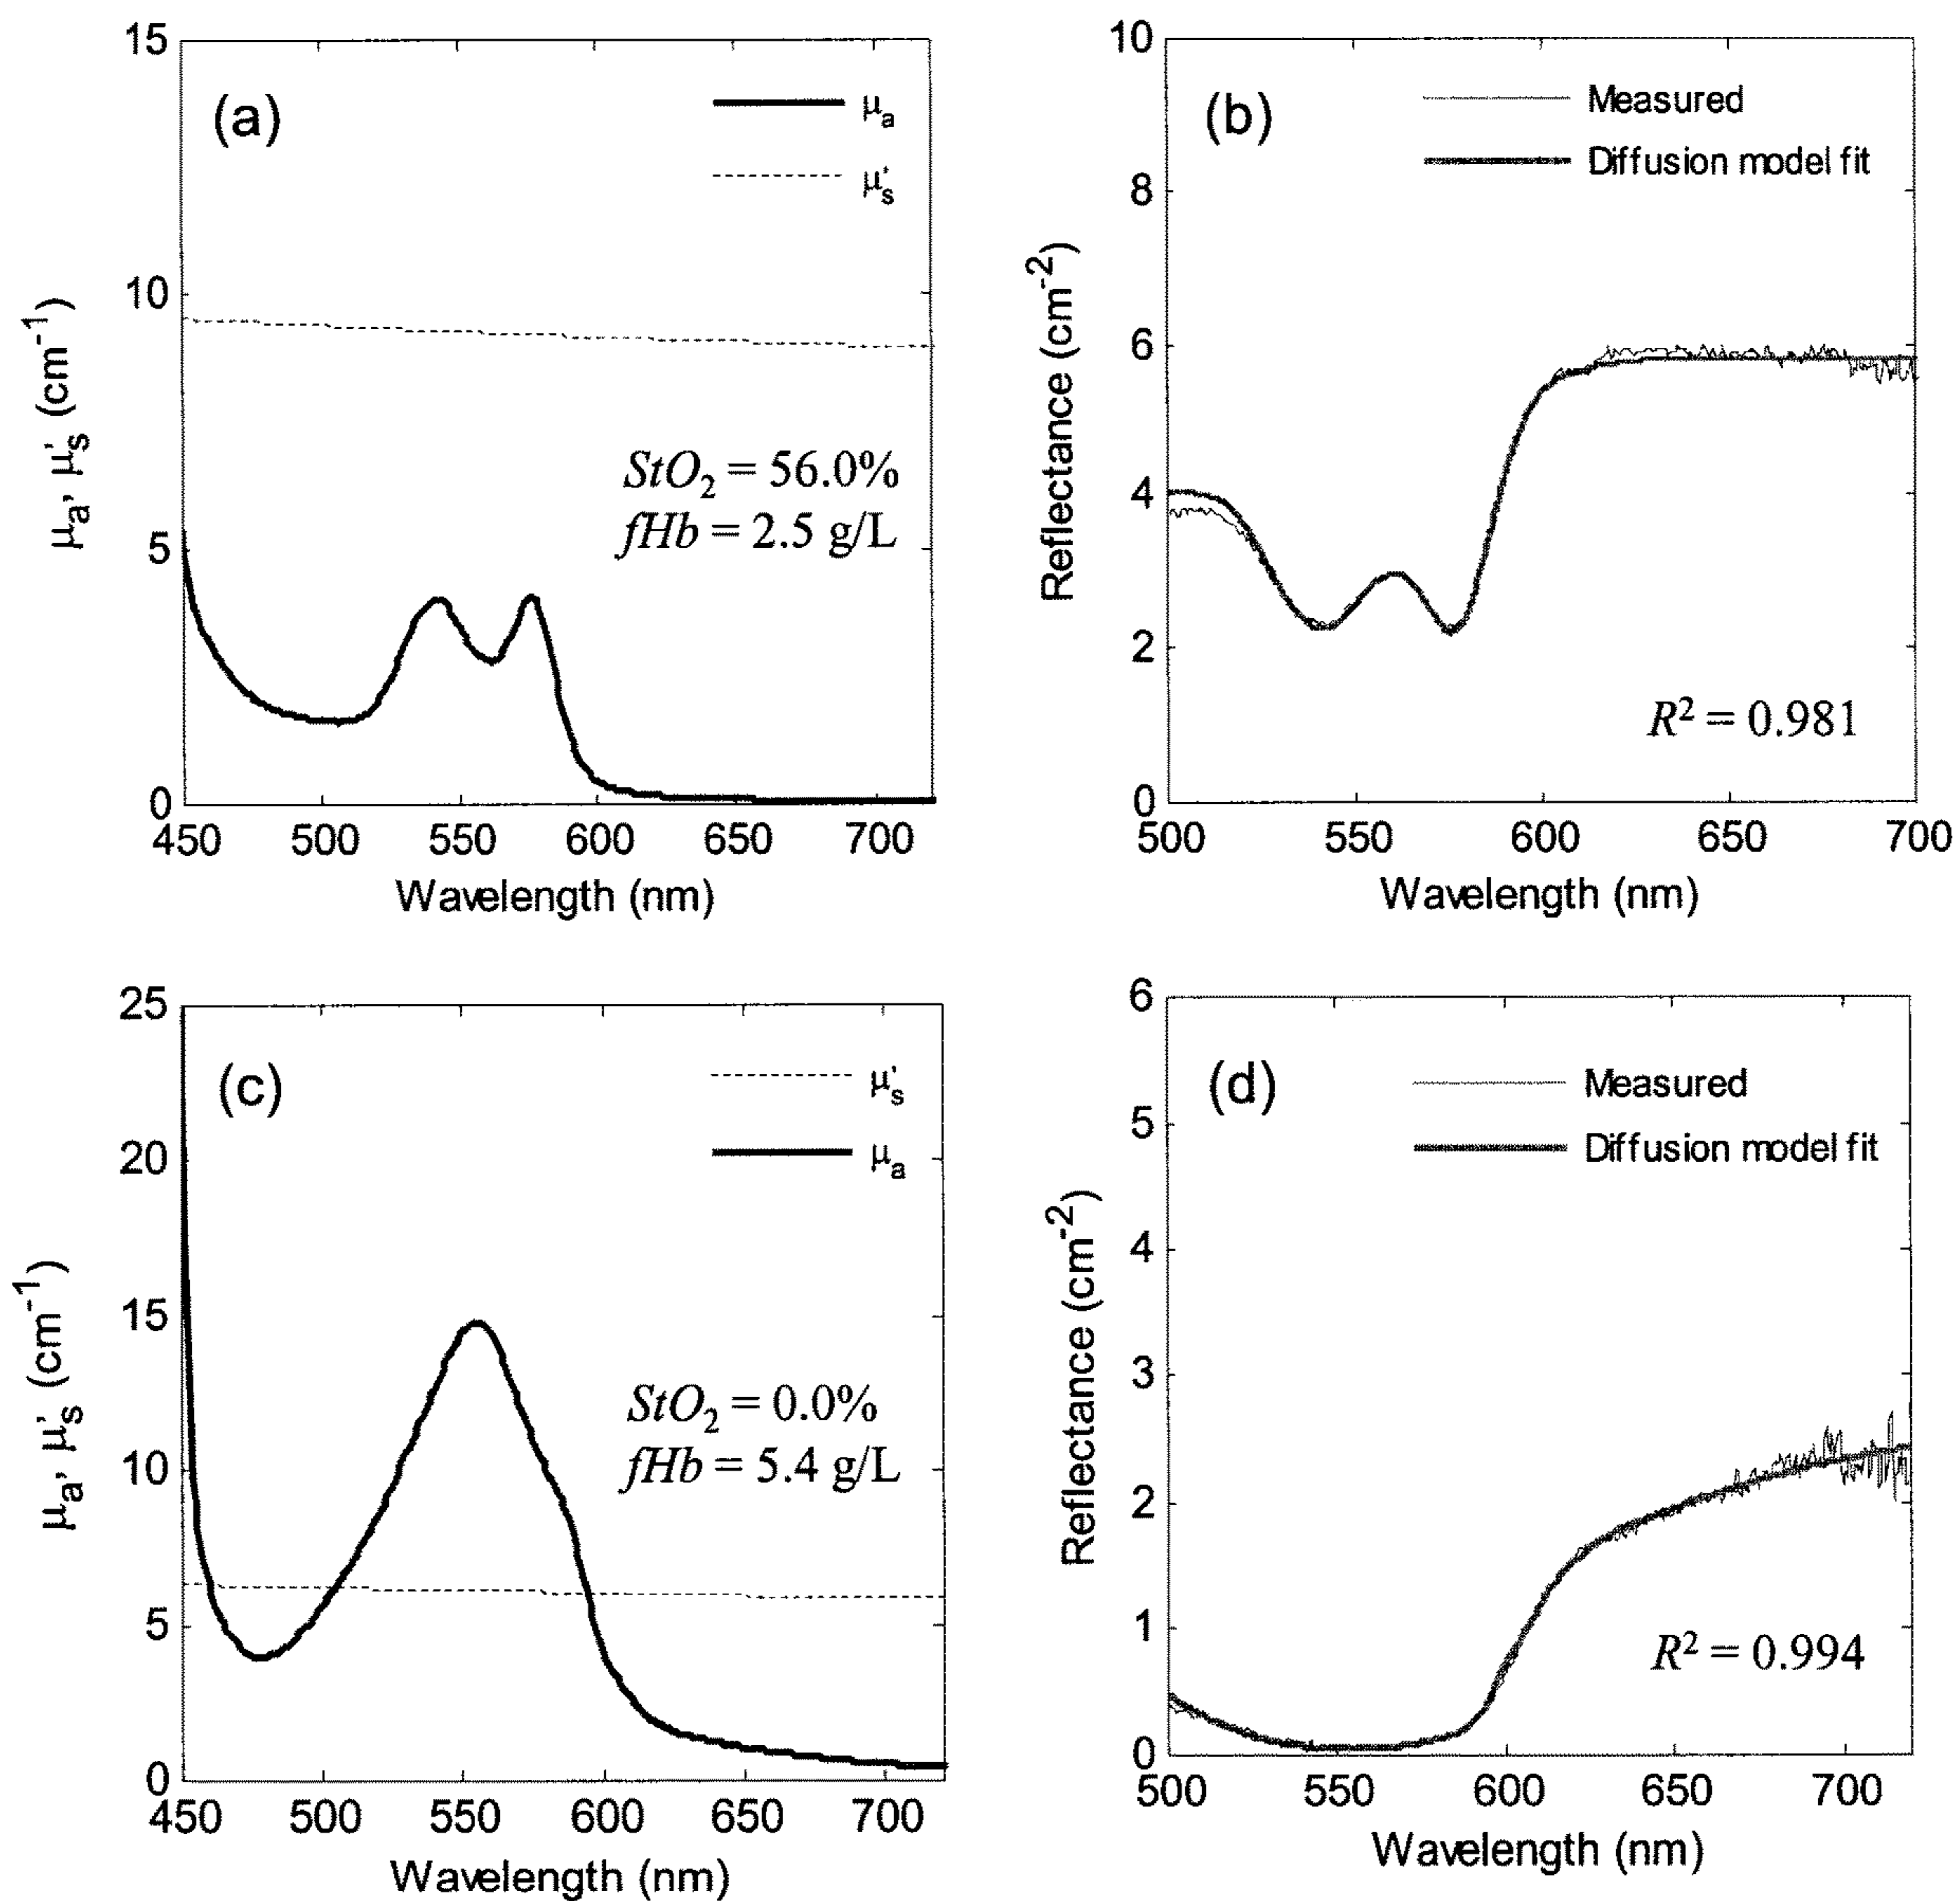 15
10
5
0
(a)
μa
μ's
StO2 = 56.0%
fHb = 2.5 g/L
μa, μ's (cm-1)
450 500 550 600 650 700
Wavelength (nm)
10
8
6
4
2
0
(b)
Measured
Diffusion model fit
R2 = 0.981
Reflectance (cm-2)
500 550 600 650 700
Wavelength (nm)
25
20
15
10
5
0
(c)
μ's
μa
StO2 = 0.0%
fHb = 5.4 g/L
μa, μ's (cm-1)
450 500 550 600 650 700
Wavelength (nm)
6
5
4
3
2
1
0
(d)
Measured
Diffusion model fit
R2 = 0.994
Reflectance (cm-2)
500 550 600 650 700
Wavelength (nm)